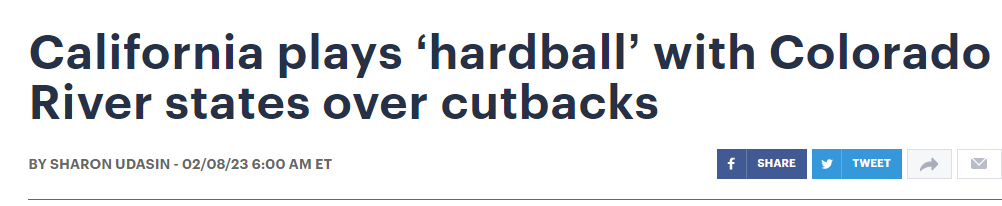 California plays ‘hardball’ with Colorado
River states over cutbacks
BY SHARON UDASIN - 02/08/23 6:00 AM ET
SHARE
TWEET